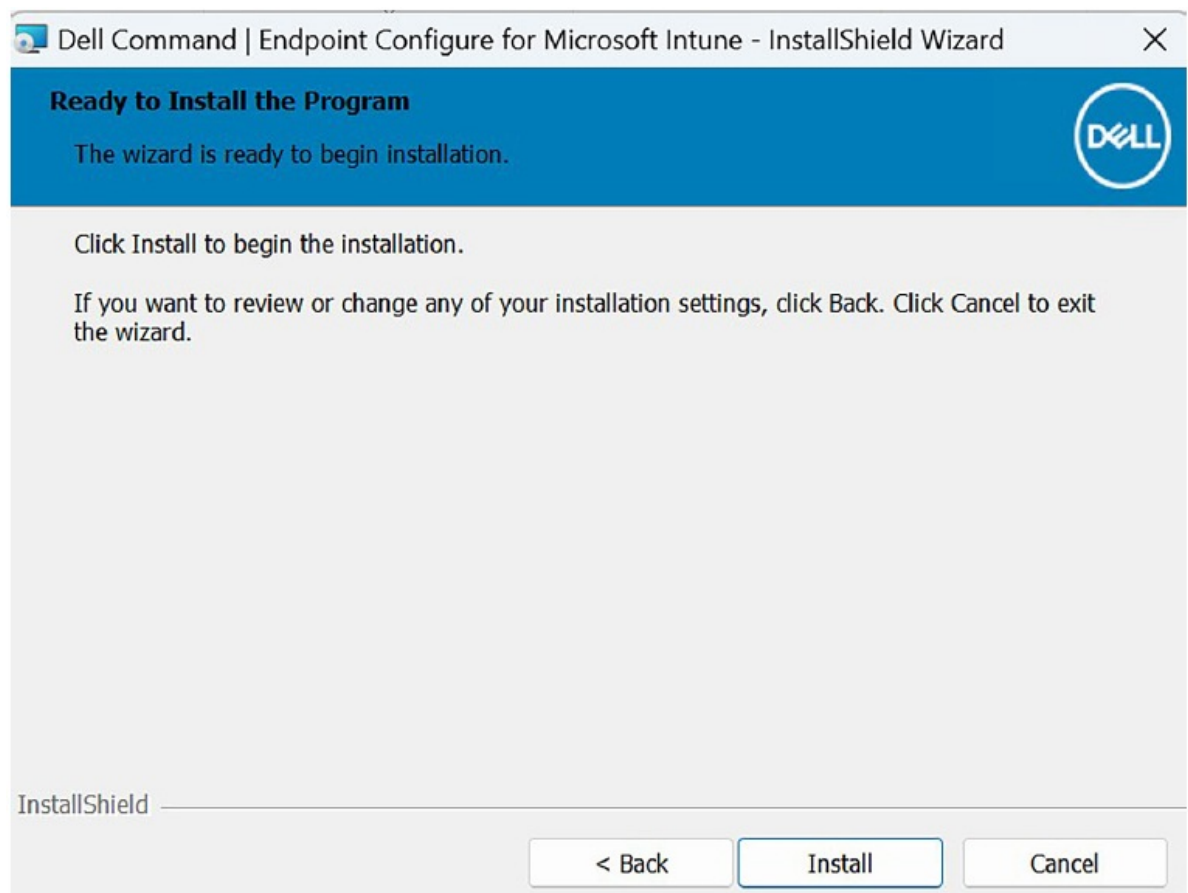 Dell Command | Endpoint Configure for Microsoft Intune - InstallShield Wizard
Ready to Install the Program
The wizard is ready to begin installation.
DELL
Click Install to begin the installation.
If you want to review or change any of your installation settings, click Back. Click Cancel to exit
the wizard.
InstallShield
< Back
Install
Cancel